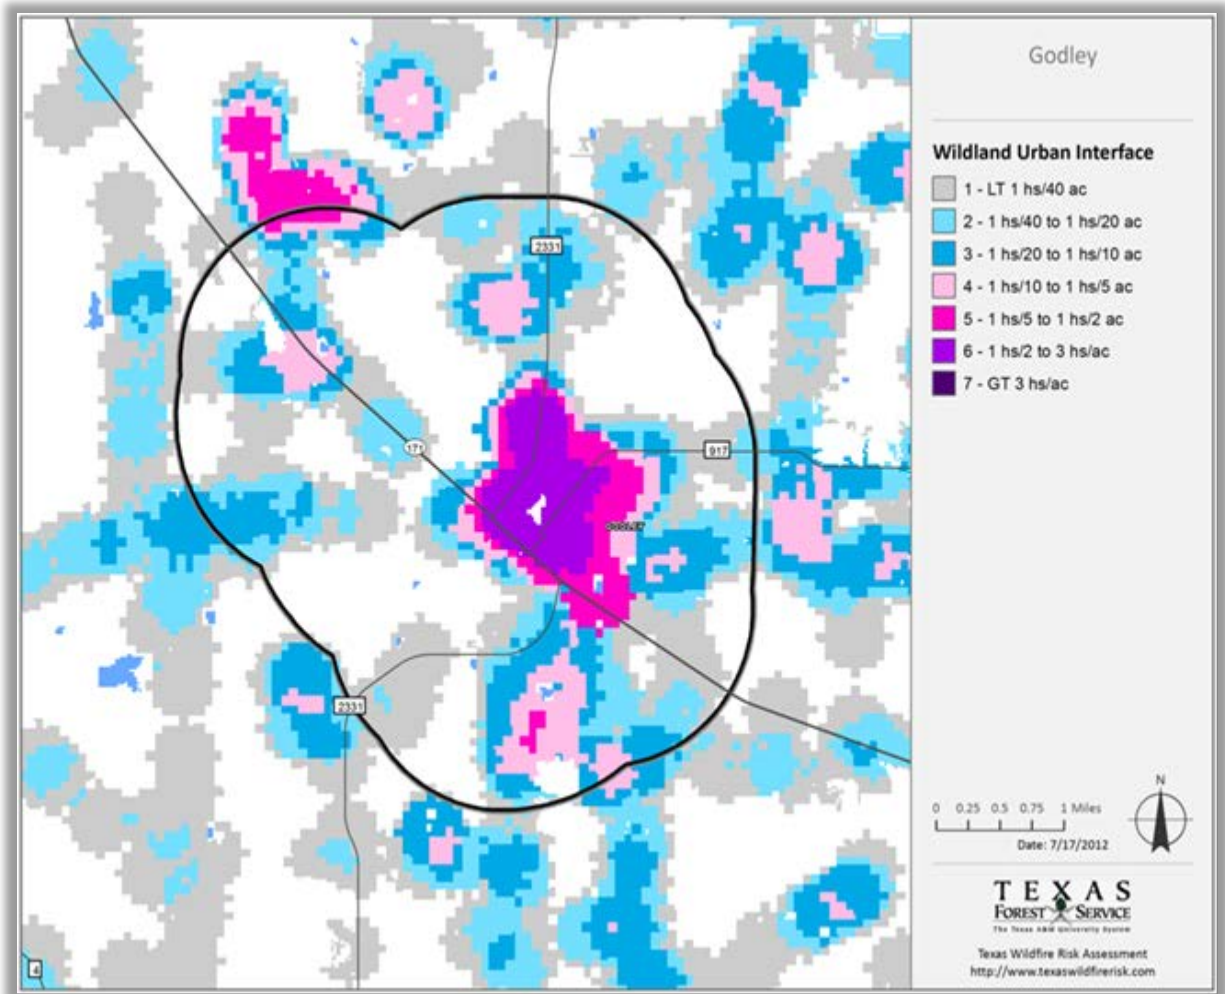 Godley
Wildland Urban Interface
1 - LT 1 hs/40 ac
2 - 1 hs/40 to 1 hs/20 ac
3 - 1 hs/20 to 1 hs/10 ac
4 - 1 hs/10 to 1 hs/5 ac
5 - 1 hs/5 to 1 hs/2 ac
6 - 1 hs/2 to 3 hs/ac
7 - GT 3 hs/ac
2331
171
917
GODLEY
2331
4
N
0 0.25 0.5 0.75 1 Miles
Date: 7/17/2012
TEXAS
FOREST SERVICE
The Texas A&M University System
Texas Wildfire Risk Assessment
http://www.texaswildfirerisk.com